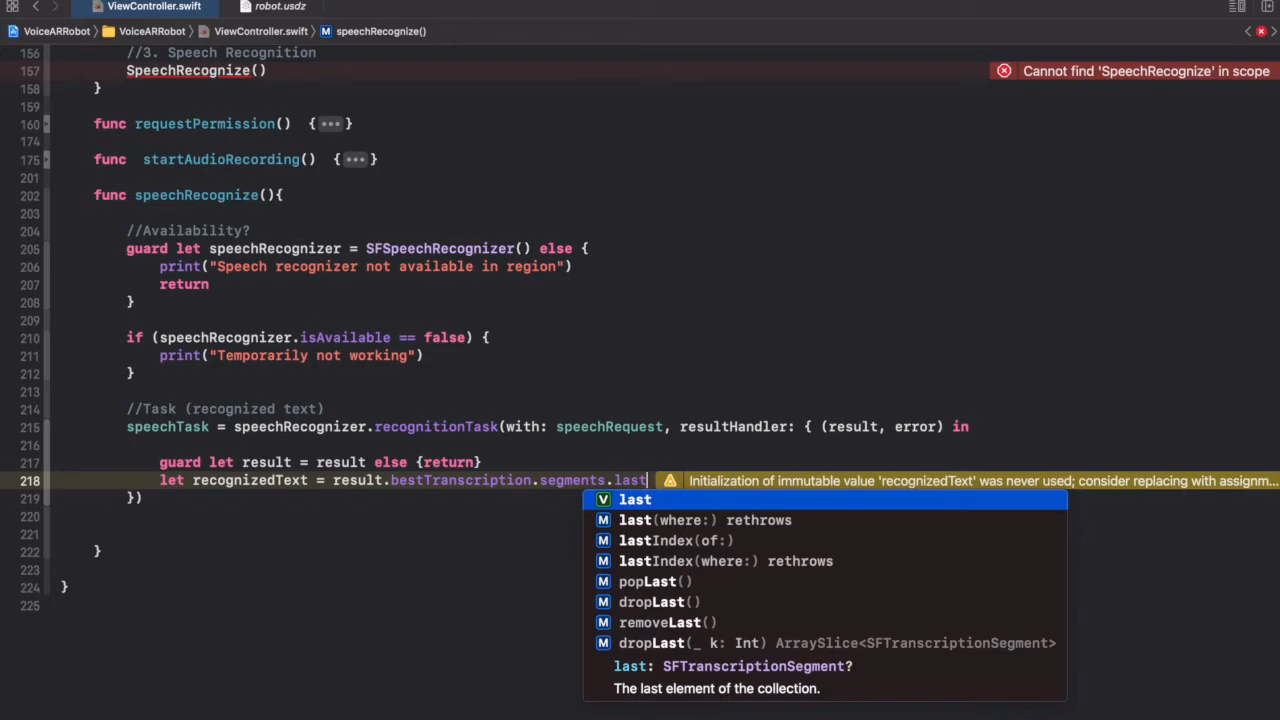 ViewController.swift robot.usdz
VoiceARRobot VoiceARRobot ViewController.swift M speechRecognize()
156 //3. Speech Recognition
157 SpeechRecognize() Cannot find 'SpeechRecognize' in scope
158 }
159
160 func requestPermission() {•••}
174
175 func startAudioRecording() {•••}
201
202 func speechRecognize(){
203
204 //Availability?
205 guard let speechRecognizer = SFSpeechRecognizer() else {
206 print("Speech recognizer not available in region")
207 return
208 }
209
210 if (speechRecognizer.isAvailable == false) {
211 print("Temporarily not working")
212 }
213
214 //Task (recognized text)
215 speechTask = speechRecognizer.recognitionTask(with: speechRequest, resultHandler: { (result, error) in
216
217 guard let result = result else {return}
218 let recognizedText = result.bestTranscription.segments.last Initialization of immutable value 'recognizedText' was never used; consider replacing with assignm...
219 })
V last
220
M last(where:) rethrows
221
M lastIndex(of:)
222 }
M lastIndex(where:) rethrows
223
M popLast()
224 }
M dropLast()
225
M removeLast()
M dropLast(_ k: Int) ArraySlice<SFTranscriptionSegment>
last: SFTranscriptionSegment?
The last element of the collection.